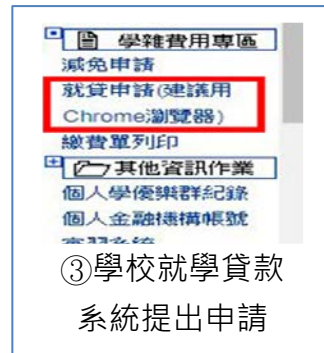 學雜費用專區
減免申請
就貸申請(建議用
Chrome瀏覽器)
繳費單列印
其他資訊作業
個人學優樂群紀錄
個人金融機構帳號
③學校就學貸款
系統提出申請